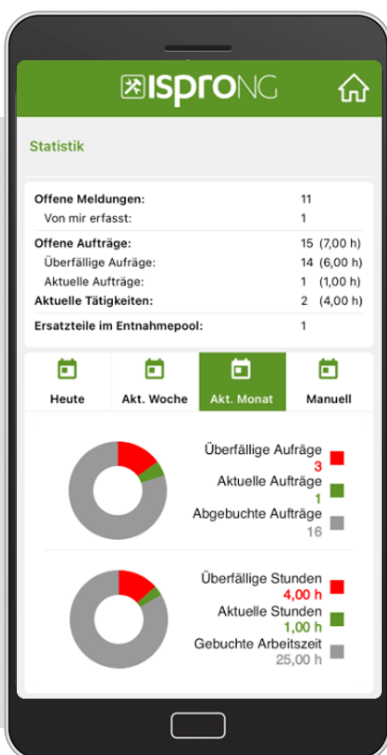 isproNG
Statistik
Offene Meldungen: 11
Von mir erfasst: 1
Offene Aufträge: 15 (7,00 h)
Überfällige Aufräge: 14 (6,00 h)
Aktuelle Aufträge: 1 (1,00 h)
Aktuelle Tätigkeiten: 2 (4,00 h)
Ersatzteile im Entnahmepool: 1
Heute Akt. Woche Akt. Monat Manuell
Überfällige Aufräge
3
Aktuelle Aufträge
1
Abgebuchte Aufträge
16
Überfällige Stunden
4,00 h
Aktuelle Stunden
1,00 h
Gebuchte Arbeitszeit
25,00 h